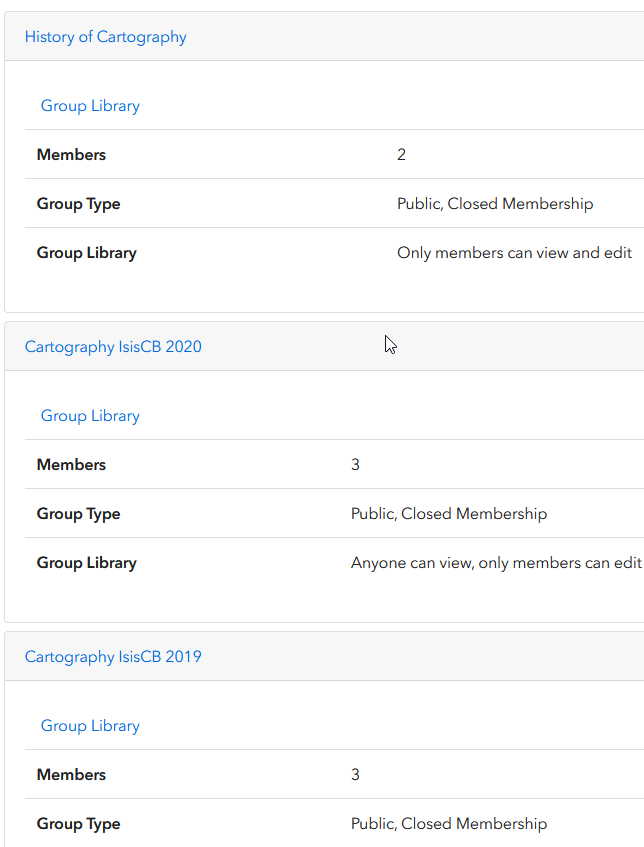 History of Cartography
Group Library
Members 2
Group Type Public, Closed Membership
Group Library Only members can view and edit
Cartography IsisCB 2020
Group Library
Members 3
Group Type Public, Closed Membership
Group Library Anyone can view, only members can edit
Cartography IsisCB 2019
Group Library
Members 3
Group Type Public, Closed Membership